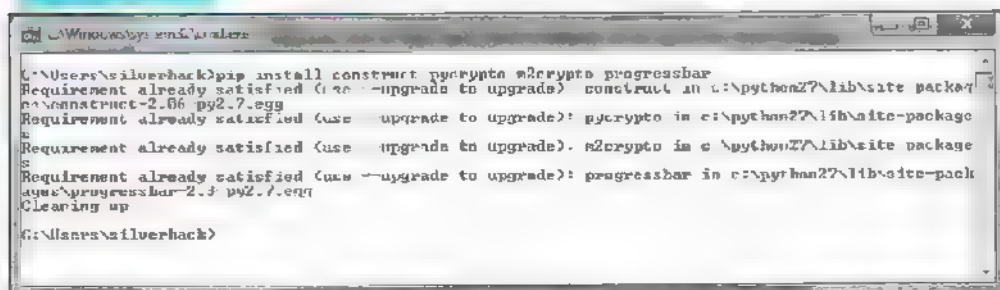 C:\Users\silverhack>pip install construct pycrypto m2crypto progressbar
Requirement already satisfied (use --upgrade to upgrade) construct in c:\python27\lib\site packag
es\construct-2.06 py2.7.egg
Requirement already satisfied (use --upgrade to upgrade): pycrypto in c:\python27\lib\site-package
s
Requirement already satisfied (use --upgrade to upgrade). m2crypto in c \python27\lib\site package
s
Requirement already satisfied (use --upgrade to upgrade): progressbar in c:\python27\lib\site-pack
ages\progressbar-2.3 py2.7.egg
Cleaning up
C:\Users\silverhack>